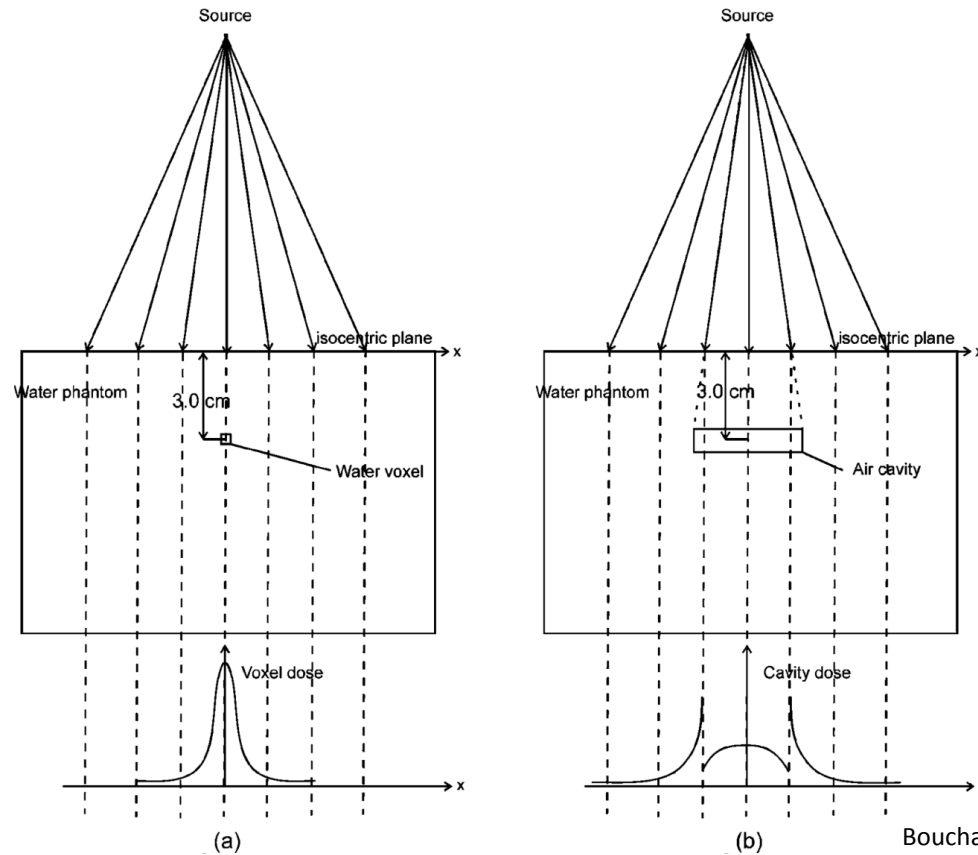 Source
isocentric plane
x
Water phantom
3.0 cm
Water voxel
Voxel dose
x
(a)
Source
isocentric plane
x
Water phantom
3.0 cm
Air cavity
Cavity dose
(b)